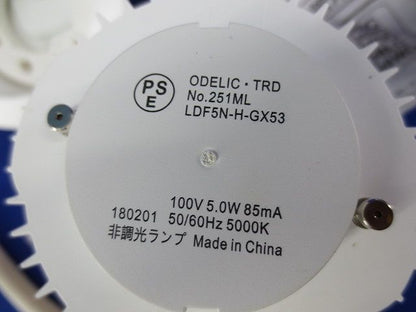 PS
E
ODELIC・TRD
No.251ML
LDF5N-H-GX53
100V 5.0W 85mA
180201 50/60Hz 5000K
非調光ランプ Made in China